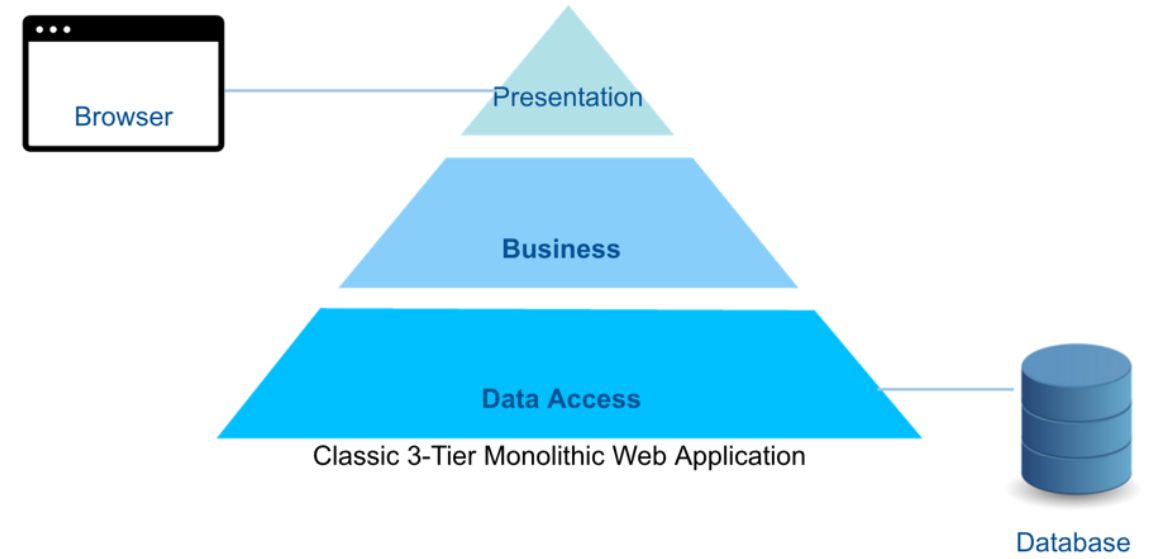 Presentation
Browser
Business
Data Access
Classic 3-Tier Monolithic Web Application
Database